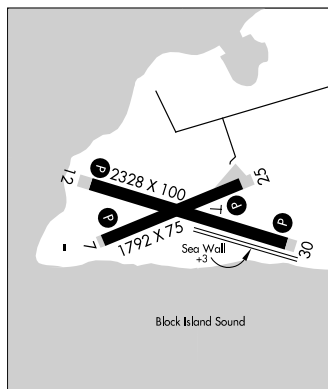 P
2328 X 100
12
25
P
P
T
P
7
1792 X 75
Sea Wall
+3
30
Block Island Sound